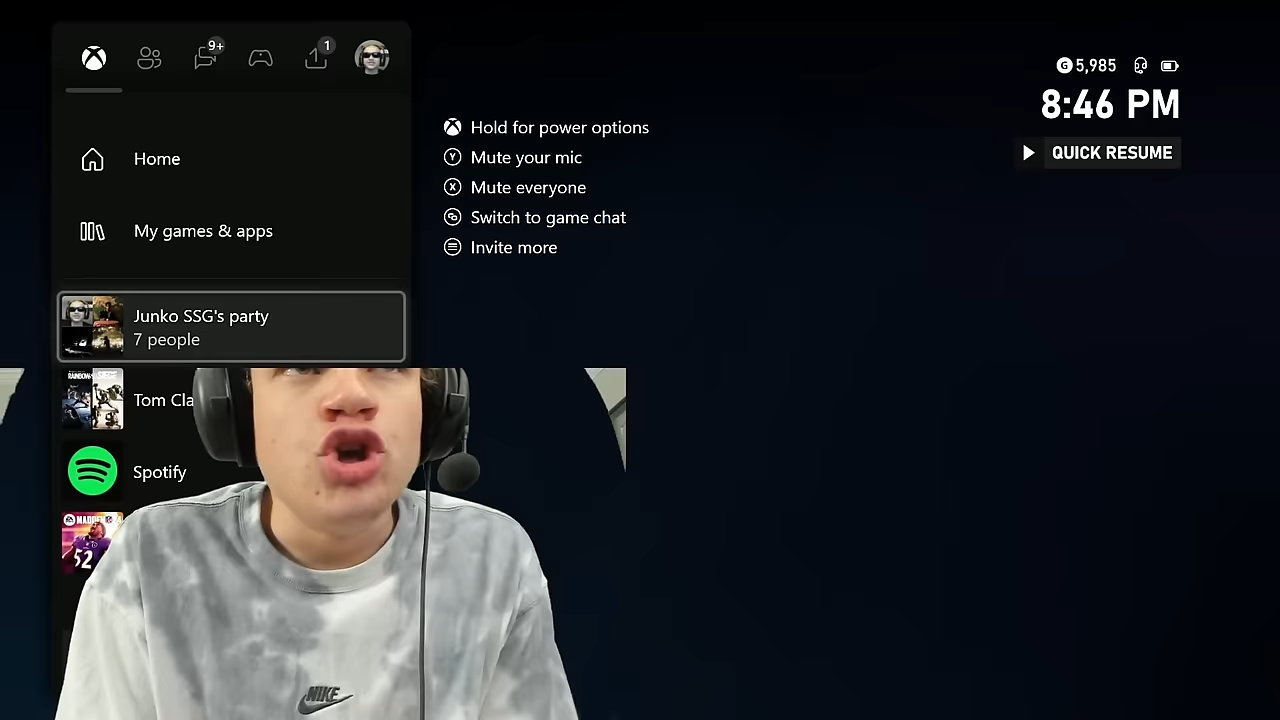 9+
1
G 5,985
8:46 PM
QUICK RESUME
Home
My games & apps
Hold for power options
Y Mute your mic
X Mute everyone
Switch to game chat
Invite more
Junko SSG's party
7 people
RAINBOW
Tom Cla
Spotify
MADDE
52
NIKE